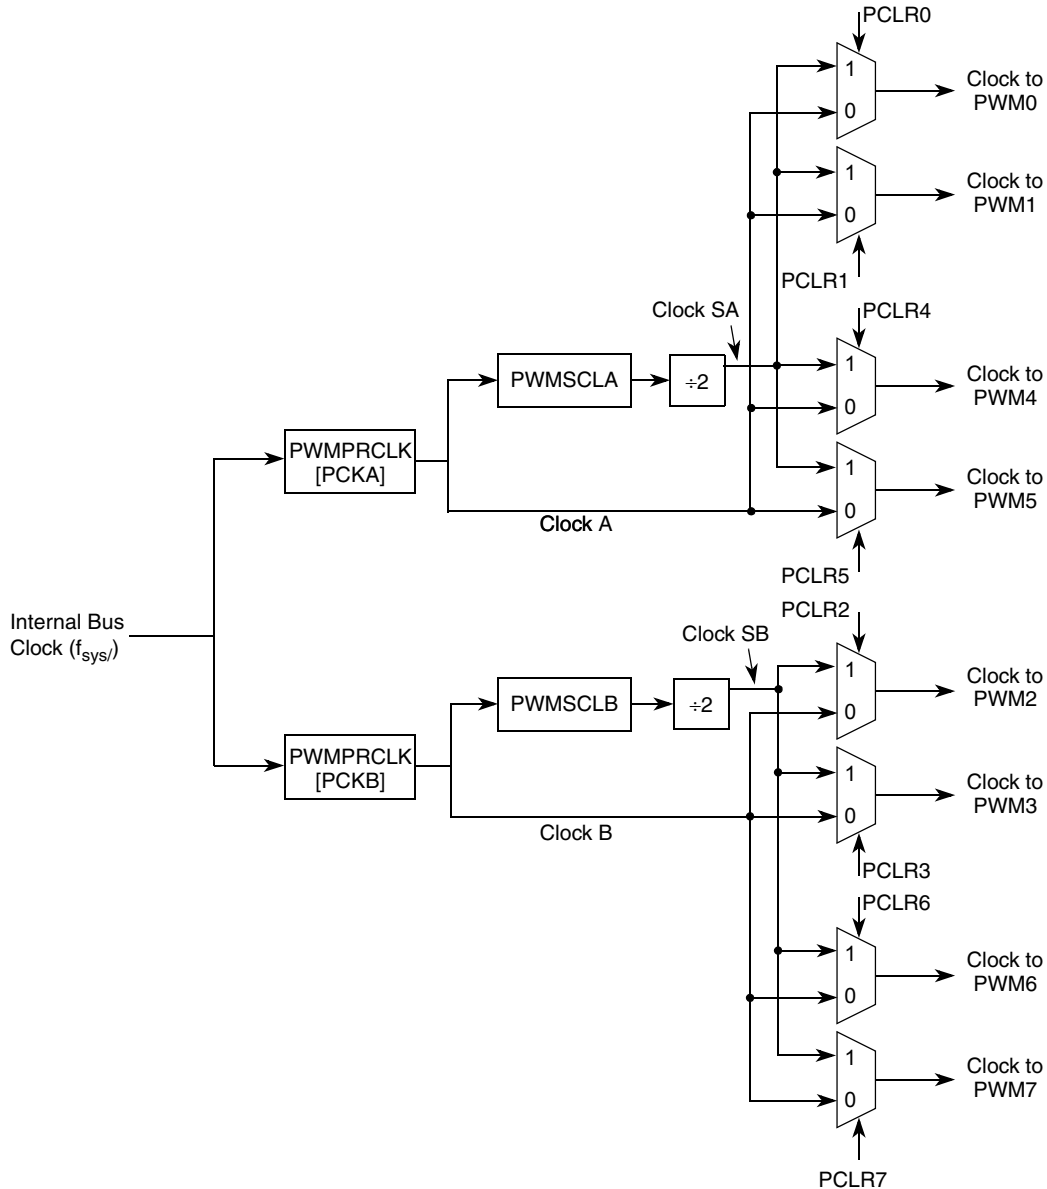 PCLR0
1
0
Clock to
PWM0
1
0
Clock to
PWM1
PCLR1
Clock SA
PCLR4
PWMSCLA
÷2
1
0
Clock to
PWM4
PWMPRCLK
[PCKA]
1
0
Clock to
PWM5
Clock A
PCLR5
Internal Bus
Clock (fsys/)
PCLR2
Clock SB
PWMSCLB
÷2
1
0
Clock to
PWM2
PWMPRCLK
[PCKB]
1
0
Clock to
PWM3
Clock B
PCLR3
PCLR6
1
0
Clock to
PWM6
1
0
Clock to
PWM7
PCLR7